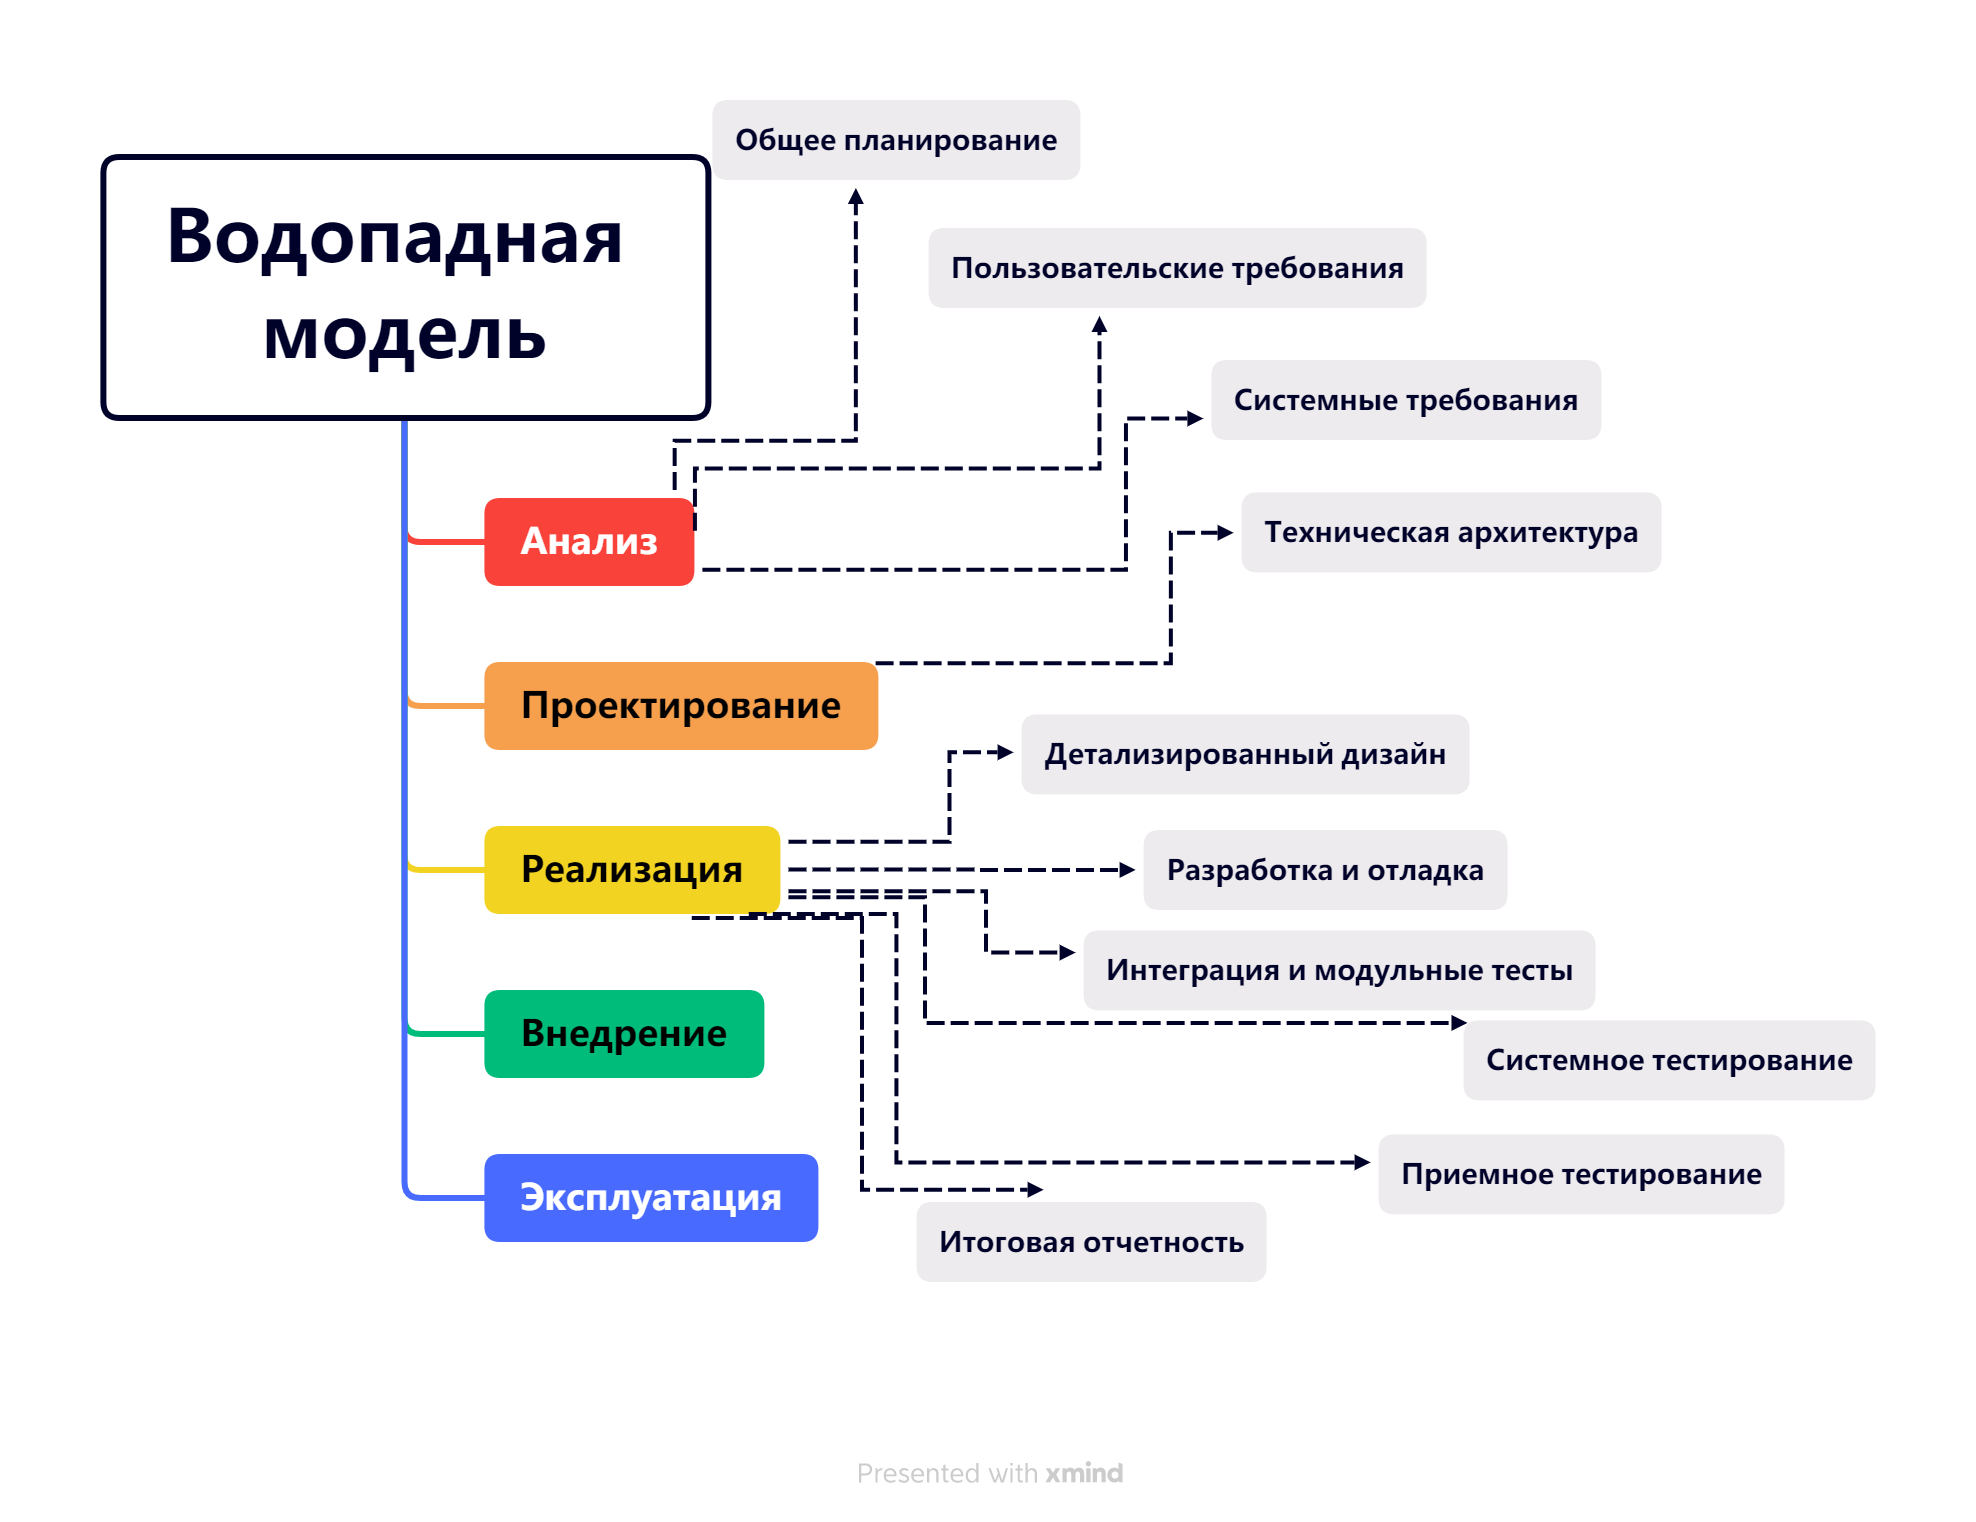 Общее планирование
Водопадная
модель
Пользовательские требования
Системные требования
Анализ
Техническая архитектура
Проектирование
Детализированный дизайн
Реализация
Разработка и отладка
Интеграция и модульные тесты
Внедрение
Системное тестирование
Приемное тестирование
Эксплуатация
Итоговая отчетность
Presented with xmind